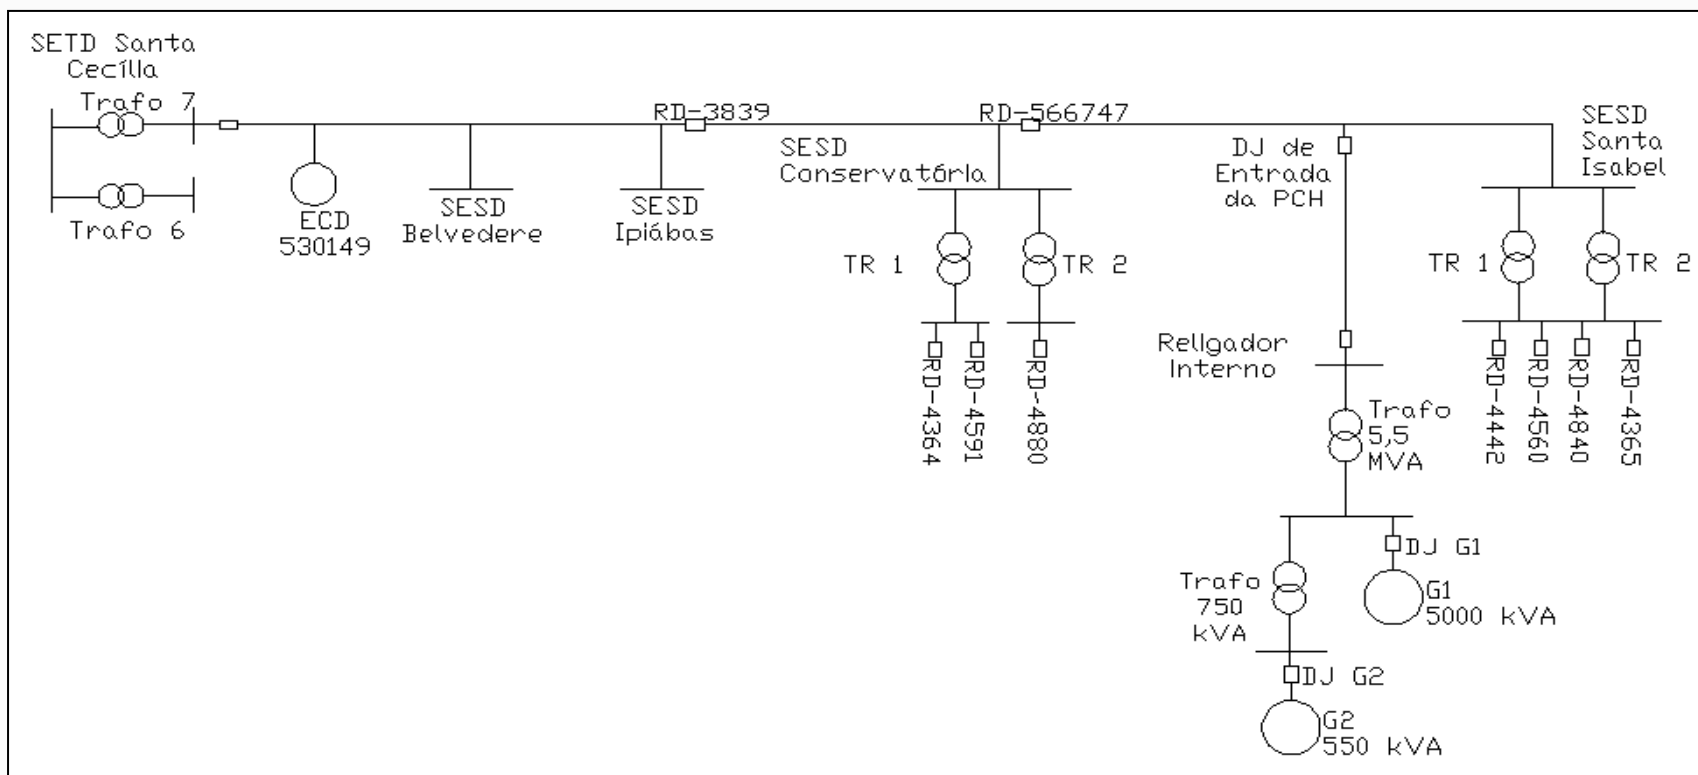 SETD Santa
Cecília
Trafo 7
Trafo 6
ECD
530149
SESD
Belvedere
SESD
Ipiábas
RD-3839
RD-566747
SESD
Conservatória
TR 1
TR 2
RD-4364
RD-4591
RD-4880
DJ de
Entrada
da PCH
Religador
Interno
Trafo
5,5
MVA
SESD
Santa
Isabel
TR 1
TR 2
RD-4442
RD-4560
RD-4840
RD-4365
DJ G1
G1
5000 kVA
Trafo
750
kVA
DJ G2
G2
550 kVA